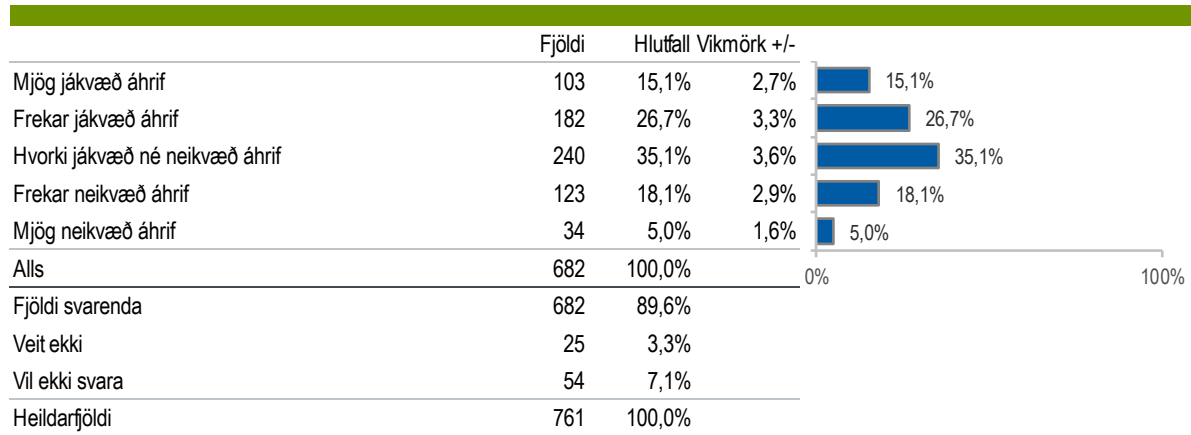 Fjöldi Hlutfall Vikmörk +/-
Mjög jákvæð áhrif 103 15,1% 2,7% 15,1%
Frekar jákvæð áhrif 182 26,7% 3,3% 26,7%
Hvorki jákvæð né neikvæð áhrif 240 35,1% 3,6% 35,1%
Frekar neikvæð áhrif 123 18,1% 2,9% 18,1%
Mjög neikvæð áhrif 34 5,0% 1,6% 5,0%
Alls 682 100,0% 0% 100%
Fjöldi svarenda 682 89,6%
Veit ekki 25 3,3%
Vil ekki svara 54 7,1%
Heildarfjöldi 761 100,0%